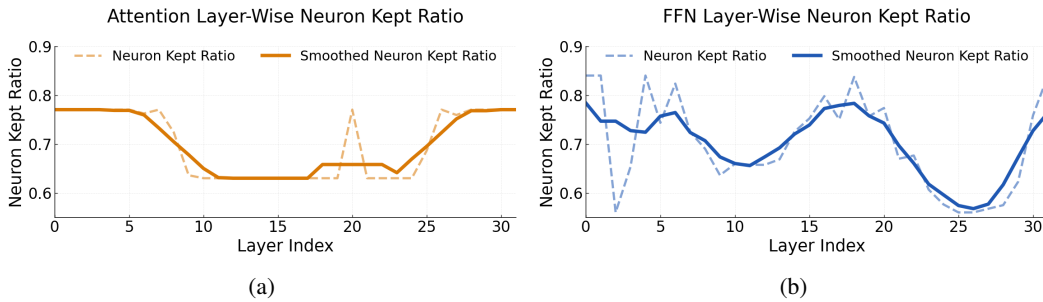 Attention Layer-Wise Neuron Kept Ratio
Neuron Kept Ratio
0.9
0.8
0.7
0.6
Neuron Kept Ratio Smoothed Neuron Kept Ratio
0 5 10 15 20 25 30
Layer Index
(a)
FFN Layer-Wise Neuron Kept Ratio
Neuron Kept Ratio
0.9
0.8
0.7
0.6
Neuron Kept Ratio Smoothed Neuron Kept Ratio
0 5 10 15 20 25 30
Layer Index
(b)